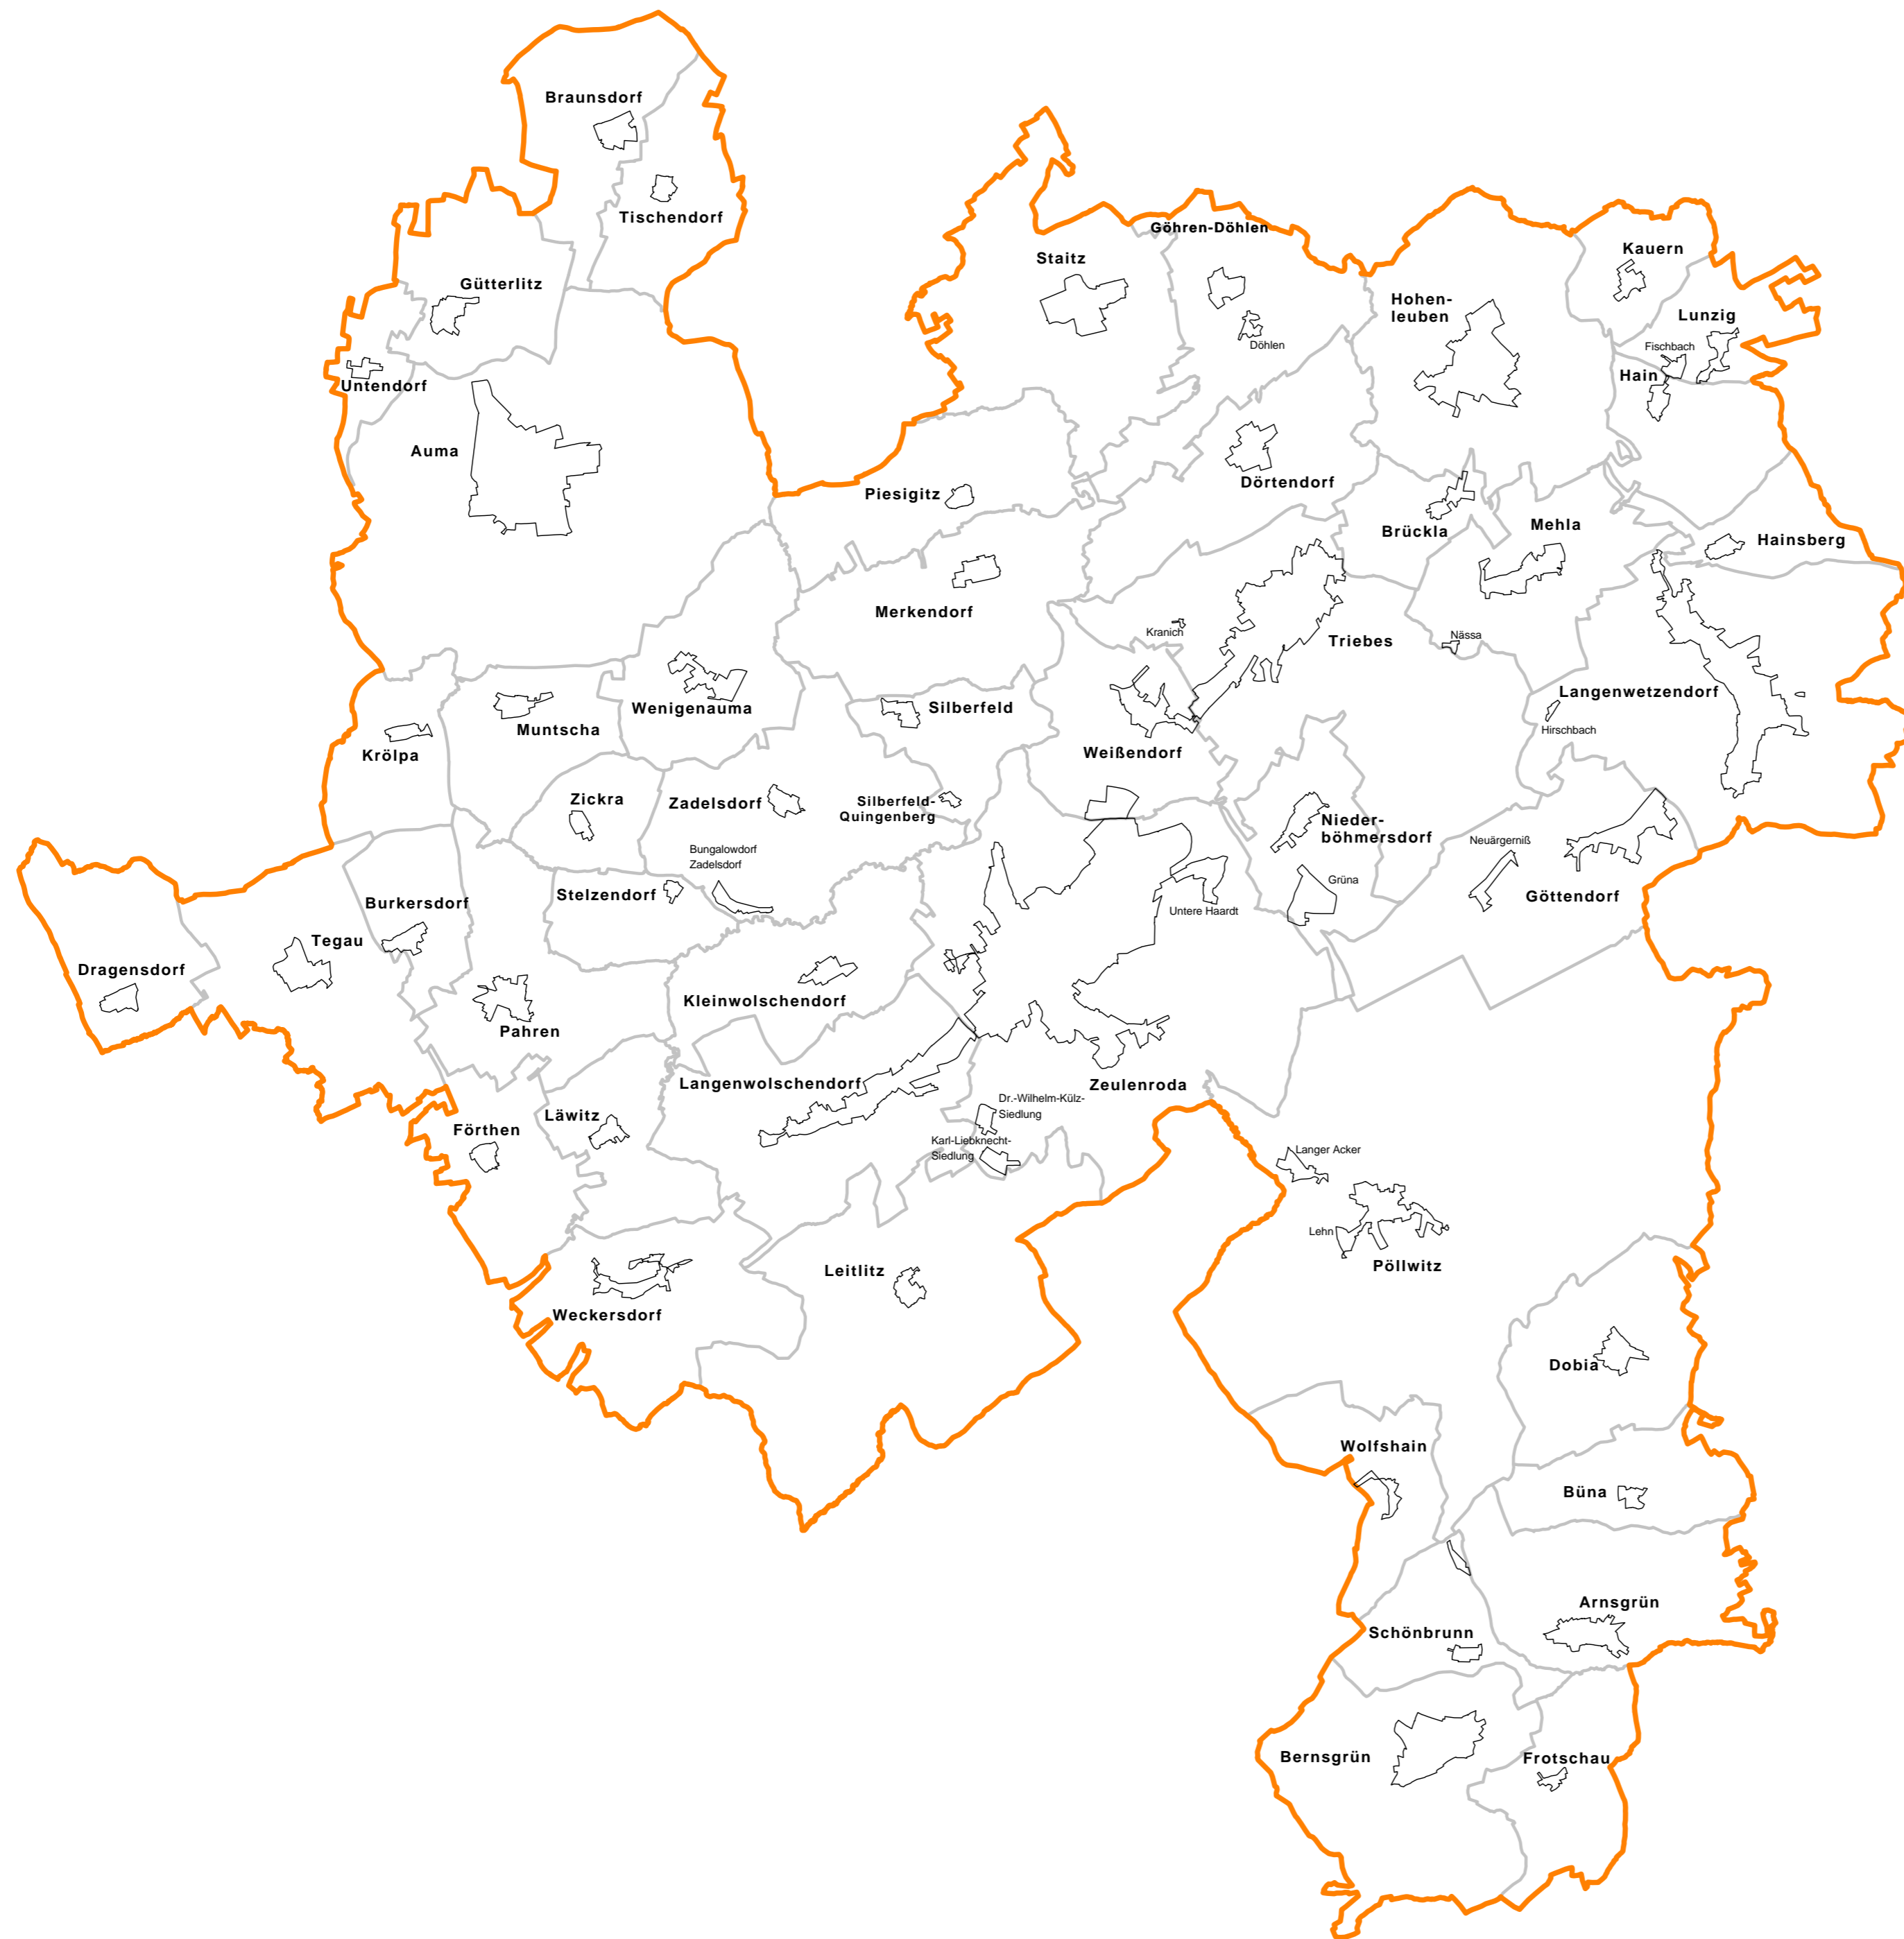 Braunsdorf
Tischendorf
Göhren-Döhlen
Staitz
Kauern
Gütterlitz
Hohen-
leuben
Lunzig
Döhlen
Fischbach
Hain
Untendorf
Auma
Dörtendorf
Piesigitz
Brückla
Mehla
Hainsberg
Merkendorf
Kranich
Triebes
Nässa
Langenwetzendorf
Wenigenauma
Silberfeld
Muntscha
Hirschbach
Krölpa
Weißendorf
Zickra
Zadelsdorf
Silberfeld-
Quingenberg
Nieder-
böhmersdorf
Neuärgerniß
Bungalowdorf
Zadelsdorf
Grüna
Stelzendorf
Göttendorf
Burkersdorf
Untere Haardt
Tegau
Dragensdorf
Kleinwolschendorf
Pahren
Langenwolschendorf
Zeulenroda
Dr.-Wilhelm-Külz-
Siedlung
Läwitz
Förthen
Karl-Liebknecht-
Siedlung
Langer Acker
Lehn
Pöllwitz
Leitlitz
Weckersdorf
Dobia
Wolfshain
Büna
Arnsgrün
Schönbrunn
Bernsgrün
Frotschau